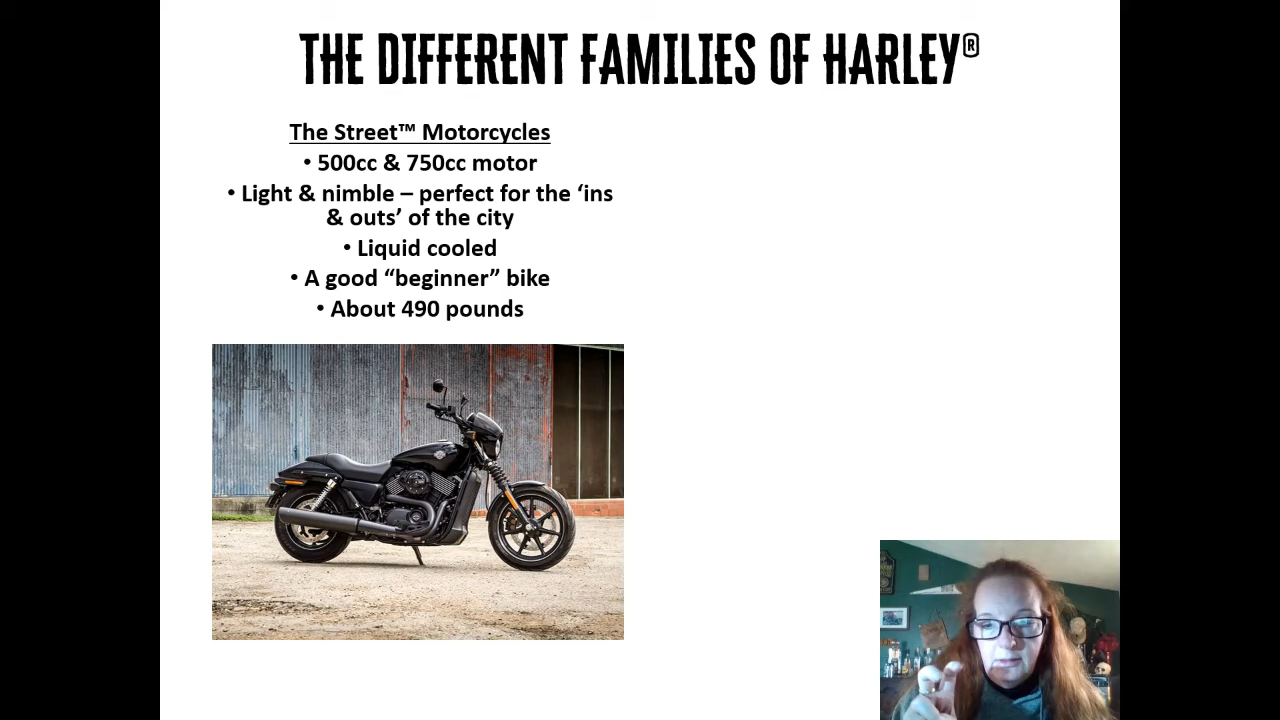 THE DIFFERENT FAMILIES OF HARLEY®
The Street™ Motorcycles
• 500cc & 750cc motor
• Light & nimble – perfect for the ‘ins
& outs’ of the city
• Liquid cooled
• A good “beginner” bike
• About 490 pounds